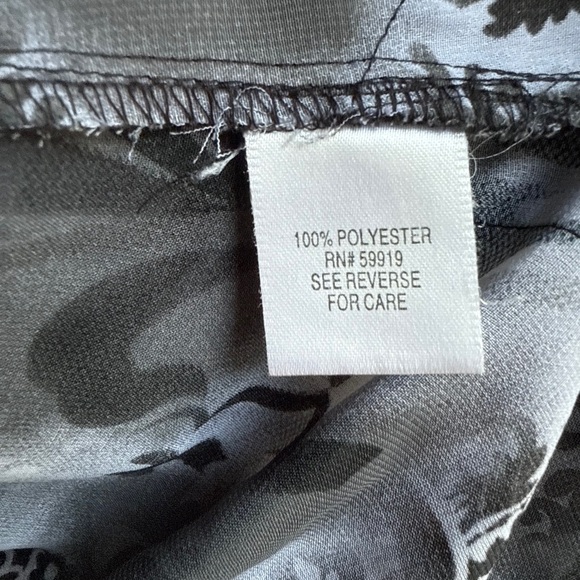 100% POLYESTER
RN# 59919
SEE REVERSE
FOR CARE